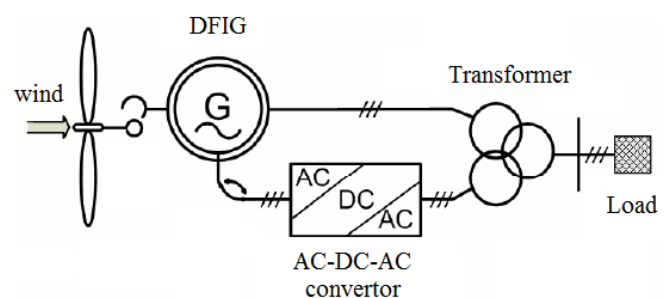 DFIG
wind
G
Transformer
AC
DC
AC
Load
AC-DC-AC
convertor